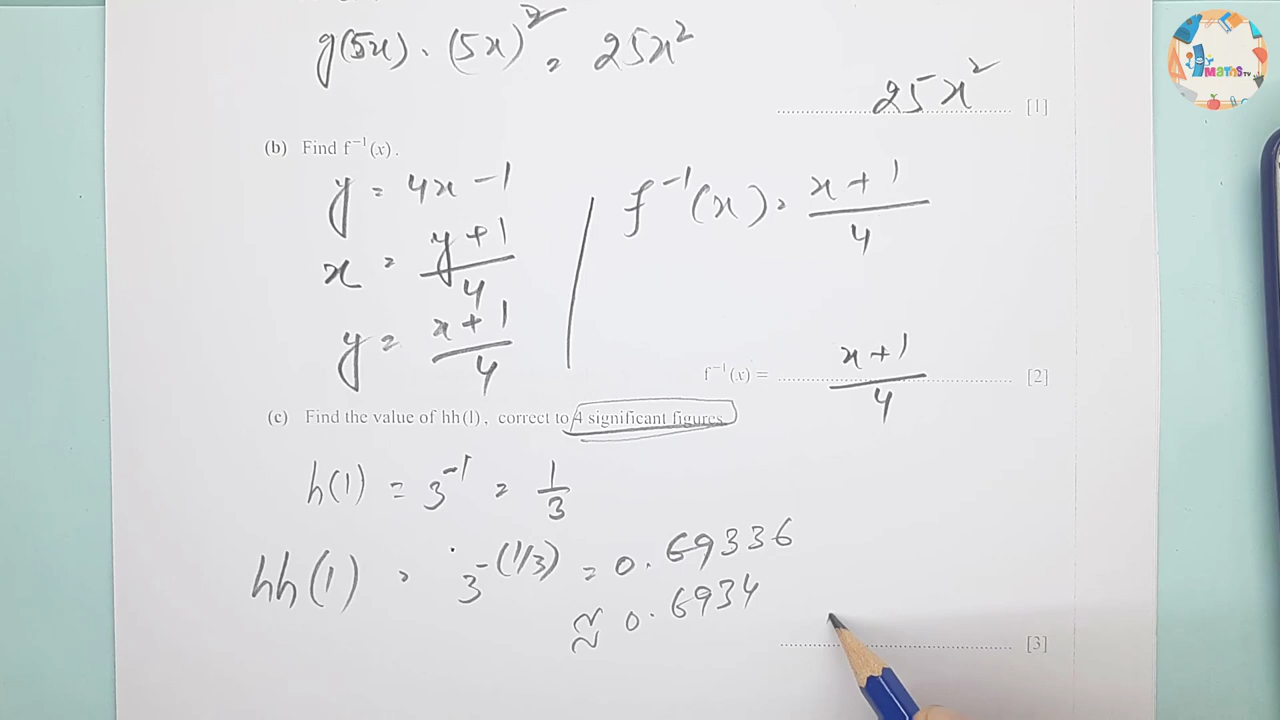 MATHS TV
g(5x) . (5x)² = 25x²
25x² [1]
(b) Find f⁻¹(x).
y = 4x - 1
x = y + 1 / 4
y = x + 1 / 4
f⁻¹(x) = x + 1 / 4
f⁻¹(x) = x + 1 / 4 [2]
(c) Find the value of hh(1), correct to 4 significant figures.
h(1) = 3⁻¹ = 1/3
hh(1) = 3^-(1/3) = 0.69336
≈ 0.6934
[3]